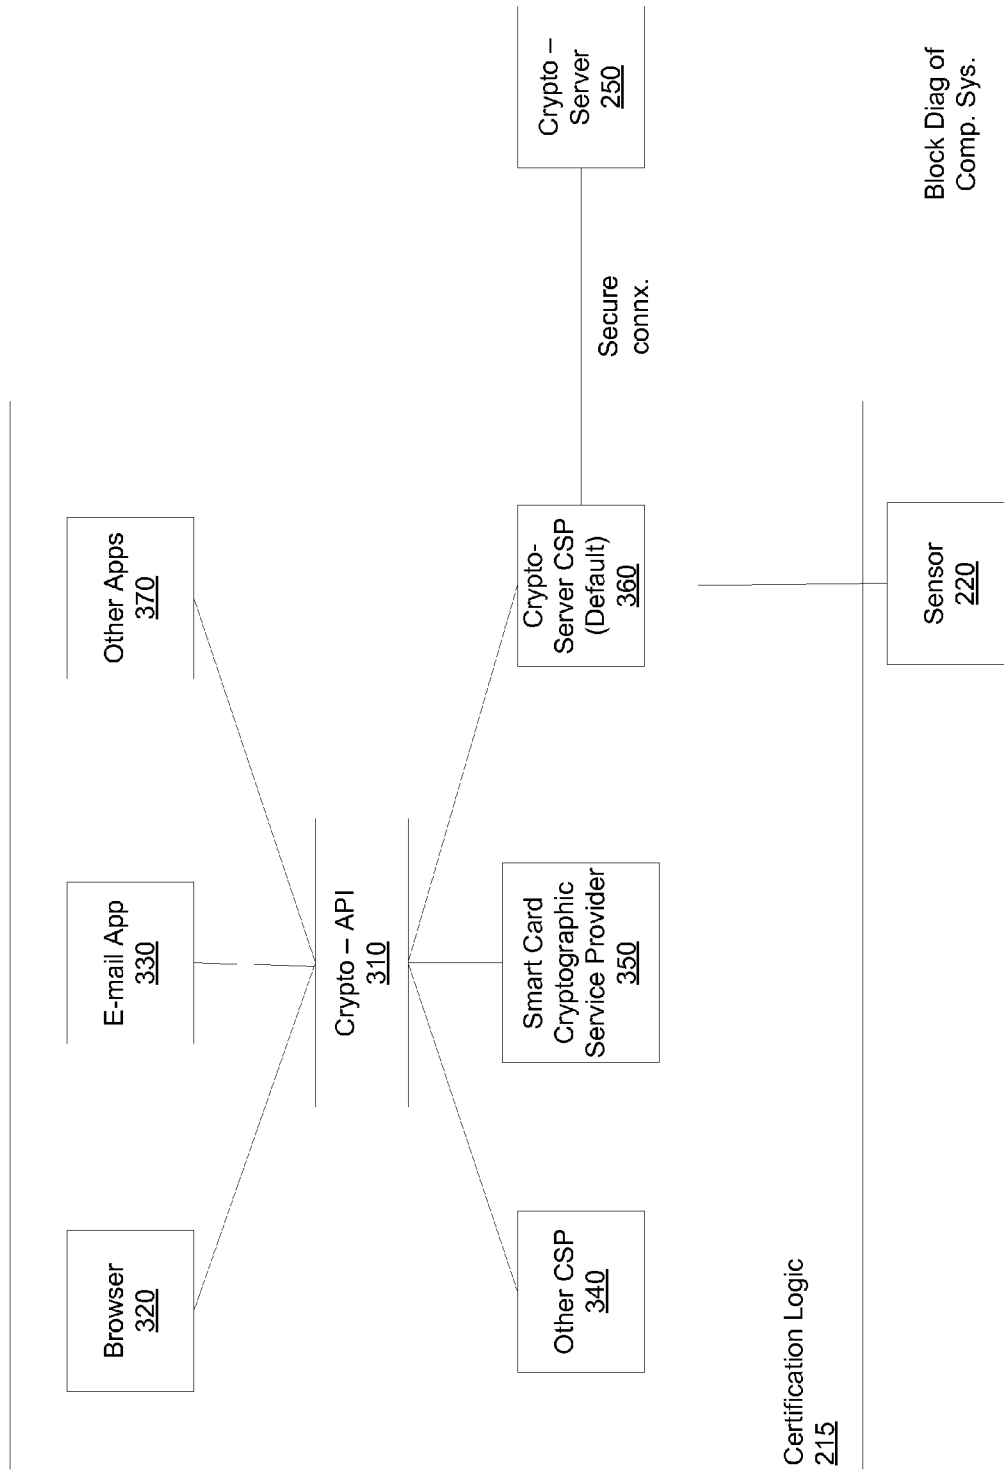 Browser
320
E-mail App
330
Other Apps
370
Crypto – API
310
Other CSP
340
Smart Card
Cryptographic
Service Provider
350
Crypto-
Server CSP
(Default)
360
Secure
connx.
Crypto –
Server
250
Certification Logic
215
Sensor
220
Block Diag of
Comp. Sys.